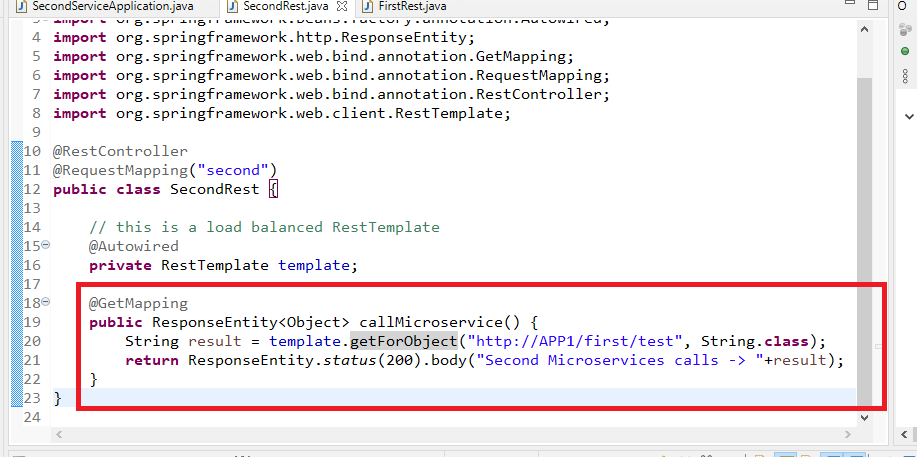 SecondServiceApplication.java SecondRest.java FirstRest.java
3 import org.springframework.beans.factory.annotation.Autowired;
4 import org.springframework.http.ResponseEntity;
5 import org.springframework.web.bind.annotation.GetMapping;
6 import org.springframework.web.bind.annotation.RequestMapping;
7 import org.springframework.web.bind.annotation.RestController;
8 import org.springframework.web.client.RestTemplate;
9
10 @RestController
11 @RequestMapping("second")
12 public class SecondRest {
13
14 // this is a load balanced RestTemplate
15 @Autowired
16 private RestTemplate template;
17
18 @GetMapping
19 public ResponseEntity<Object> callMicroservice() {
20 String result = template.getForObject("http://APP1/first/test", String.class);
21 return ResponseEntity.status(200).body("Second Microservices calls -> "+result);
22 }
23 }
24